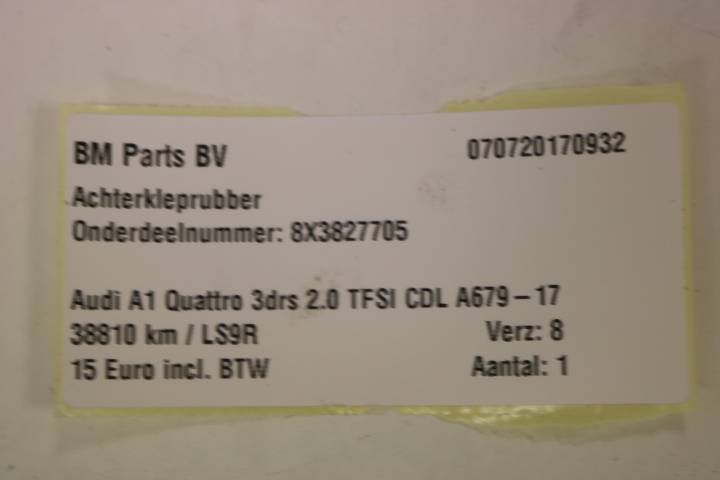 BM Parts BV 070720170932
Achterkleprubber
Onderdeelnummer: 8X3827705
Audi A1 Quattro 3drs 2.0 TFSI CDL A679-17
38810 km / LS9R Verz: 8
15 Euro incl. BTW Aantal: 1